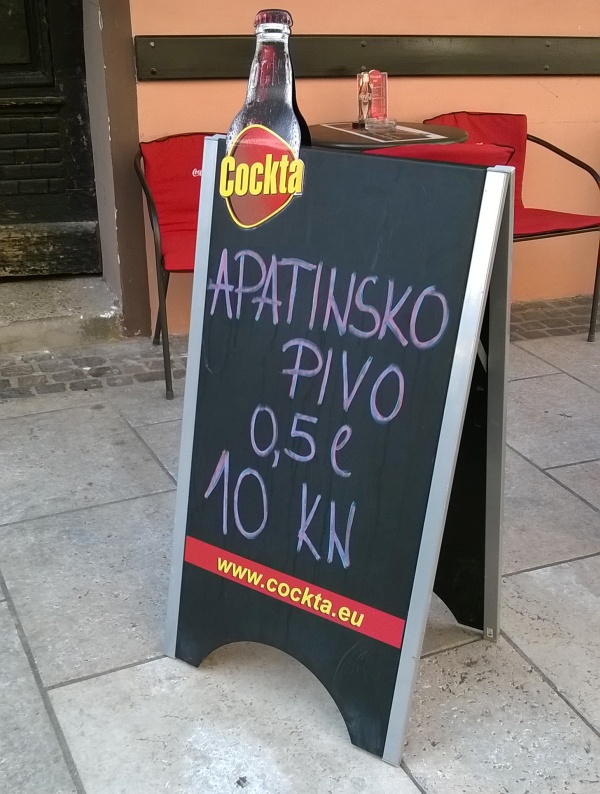 Cockta
APATINSKO
PIVO
0,5 l
10 KN
www.cockta.eu